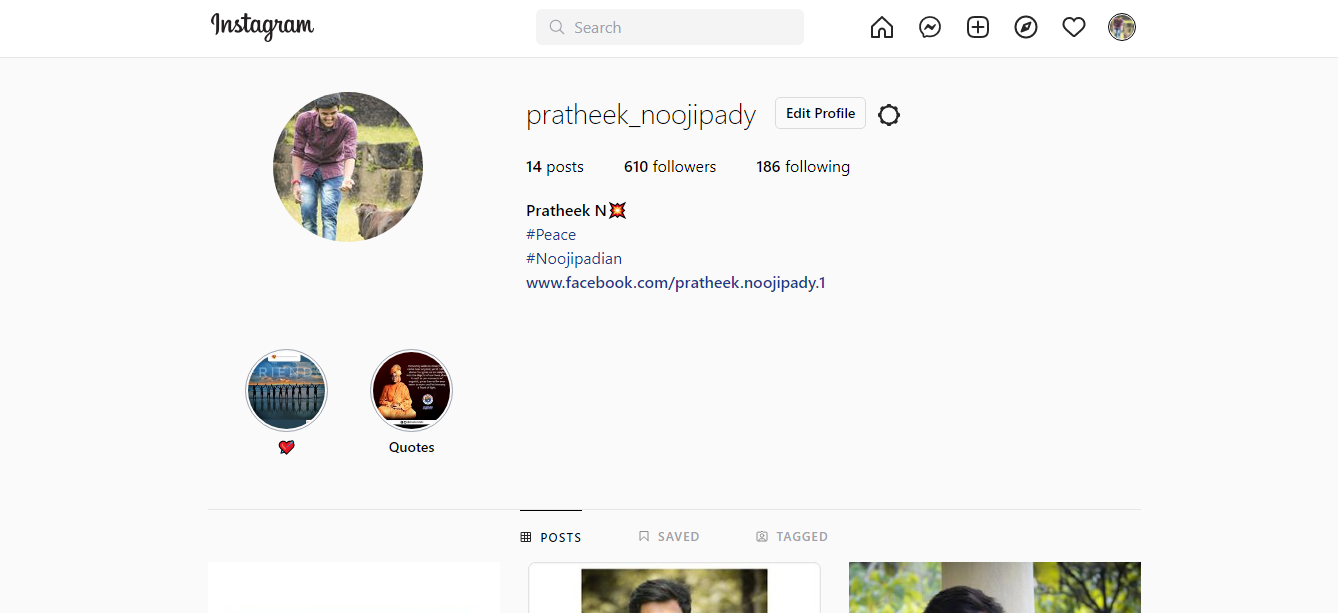 Instagram
Search
pratheek_noojipady Edit Profile
14 posts 610 followers 186 following
Pratheek N💥
#Peace
#Noojipadian
www.facebook.com/pratheek.noojipady.1
Quotes
POSTS SAVED TAGGED